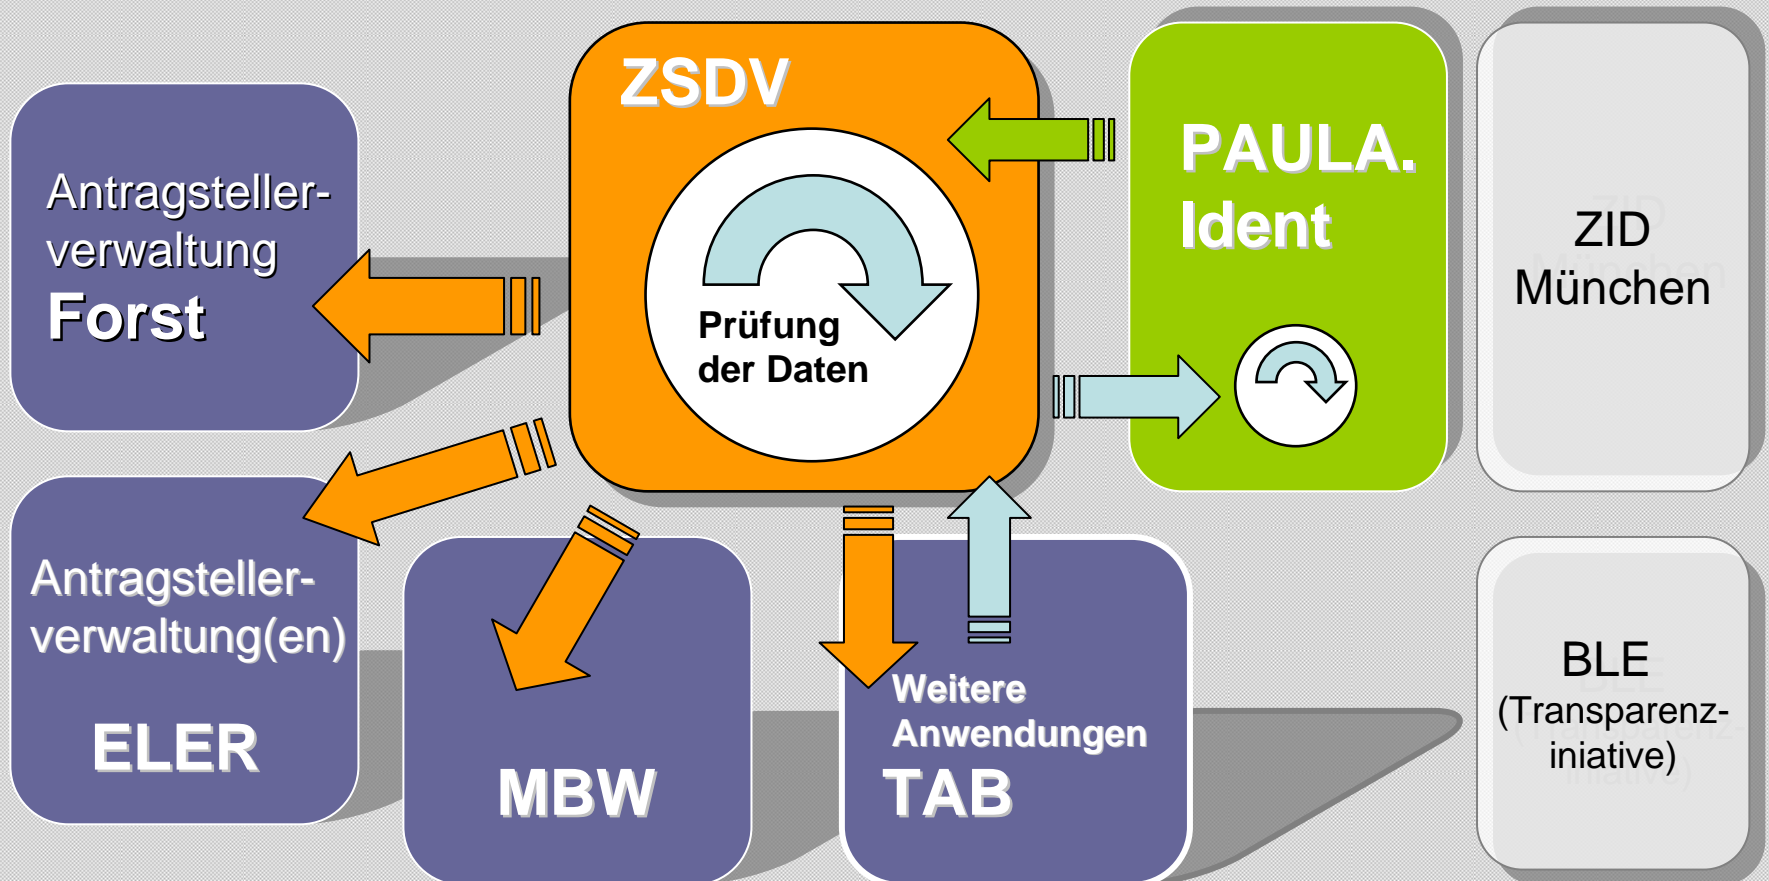 ZSDV
Prüfung
der Daten
PAULA.
Ident
ZID
München
Antragsteller-
verwaltung
Forst
Antragsteller-
verwaltung(en)
ELER
MBW
Weitere
Anwendungen
TAB
BLE
(Transparenz-
iniative)